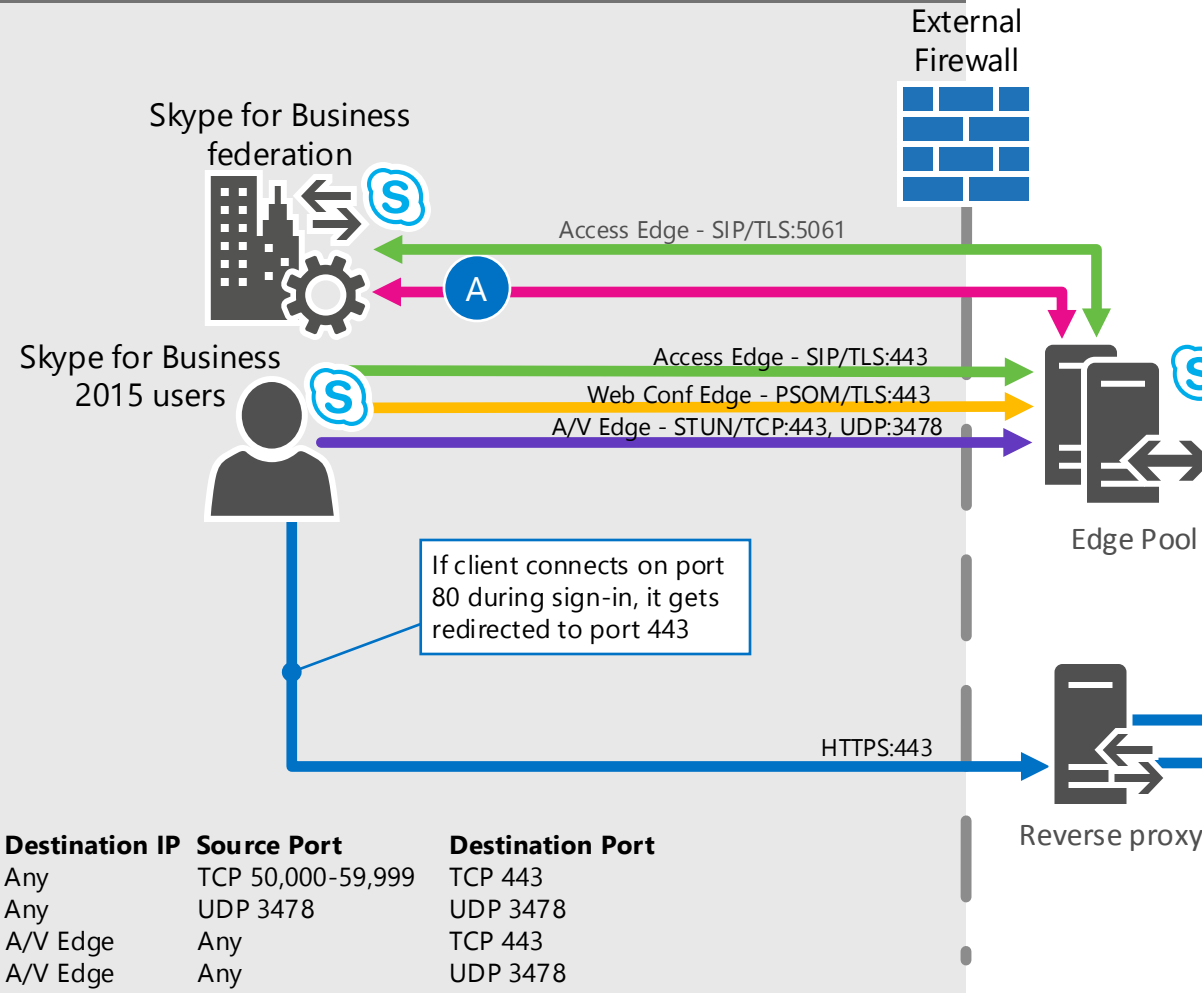 External
Firewall
Skype for Business
federation
S
Access Edge - SIP/TLS:5061
A
Skype for Business
2015 users
S
Access Edge - SIP/TLS:443
Web Conf Edge - PSOM/TLS:443
A/V Edge - STUN/TCP:443, UDP:3478
S
Edge Pool
If client connects on port
80 during sign-in, it gets
redirected to port 443
HTTPS:443
Reverse proxy
Destination IP Source Port Destination Port
Any TCP 50,000-59,999 TCP 443
Any UDP 3478 UDP 3478
A/V Edge Any TCP 443
A/V Edge Any UDP 3478